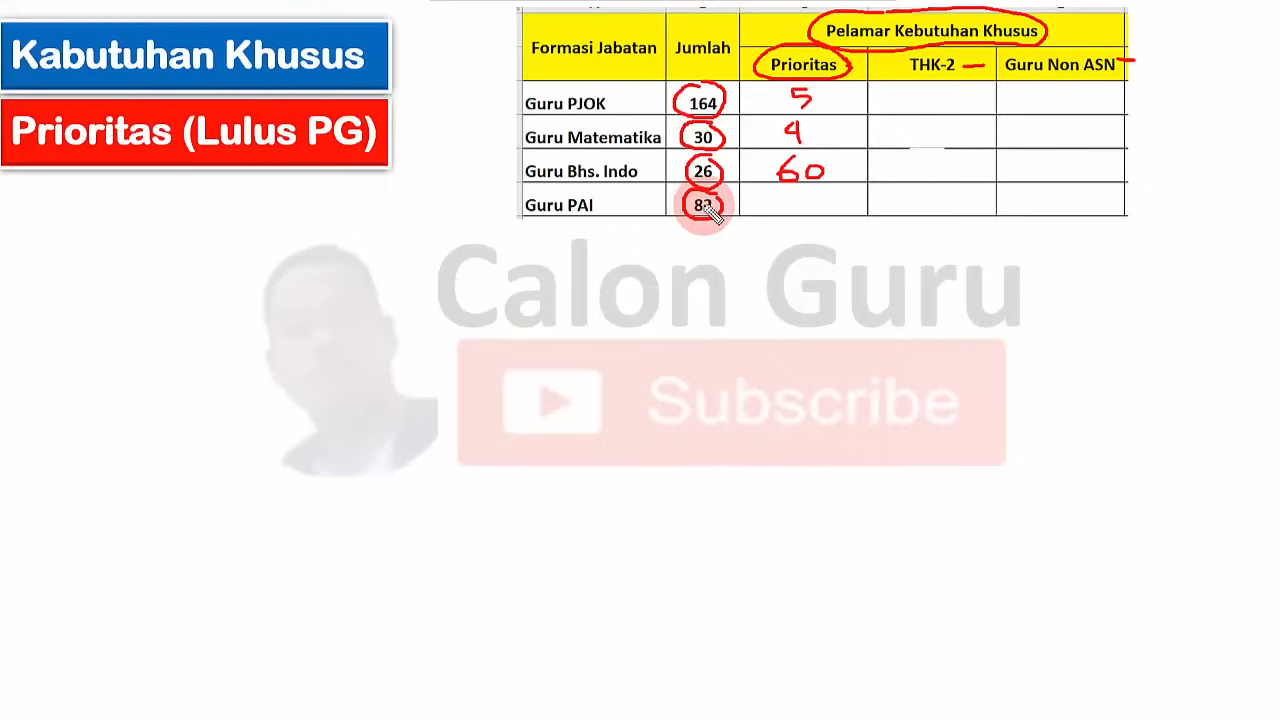 Kabutuhan Khusus
Prioritas (Lulus PG)
Formasi Jabatan Jumlah Pelamar Kebutuhan Khusus
Prioritas THK-2 Guru Non ASN
Guru PJOK 164 5
Guru Matematika 30 4
Guru Bhs. Indo 26 60
Guru PAI
Calon Guru
Subscribe